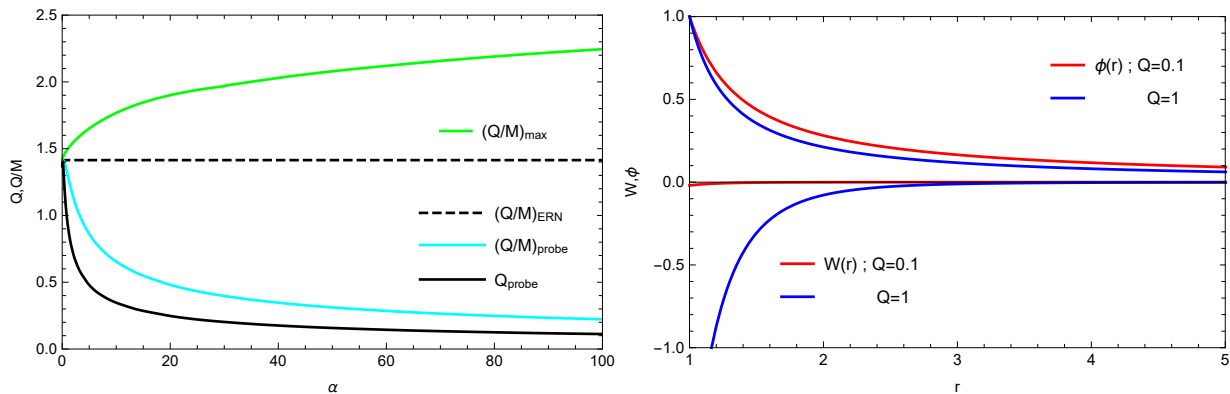 2.5
2.0
1.5
1.0
0.5
0.0
Q,Q/M
0
20
40
60
80
100
α
(Q/M)max
(Q/M)ERN
(Q/M)probe
Qprobe
1.0
0.5
0.0
−0.5
−1.0
W,ϕ
1
2
3
4
5
r
ϕ(r) ; Q=0.1
Q=1
W(r) ; Q=0.1
Q=1